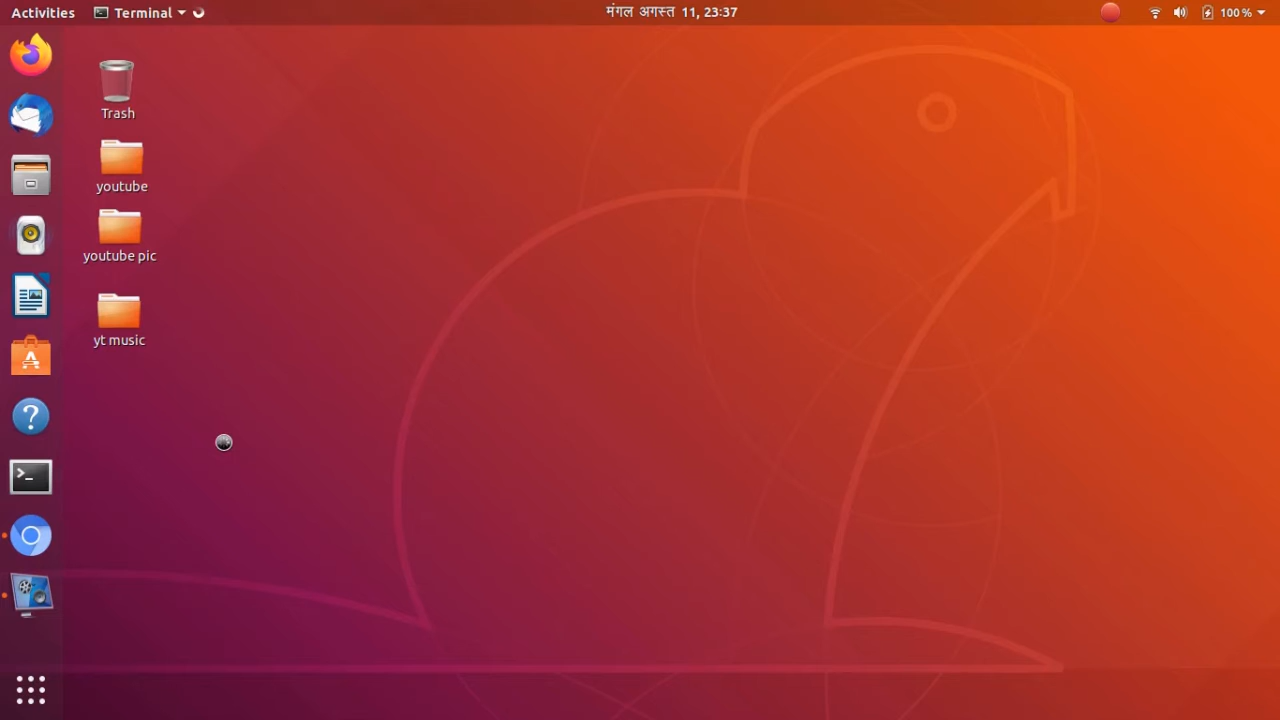 Activities
Terminal
मंगल अगस्त 11, 23:37
100 %
Trash
youtube
youtube pic
yt music